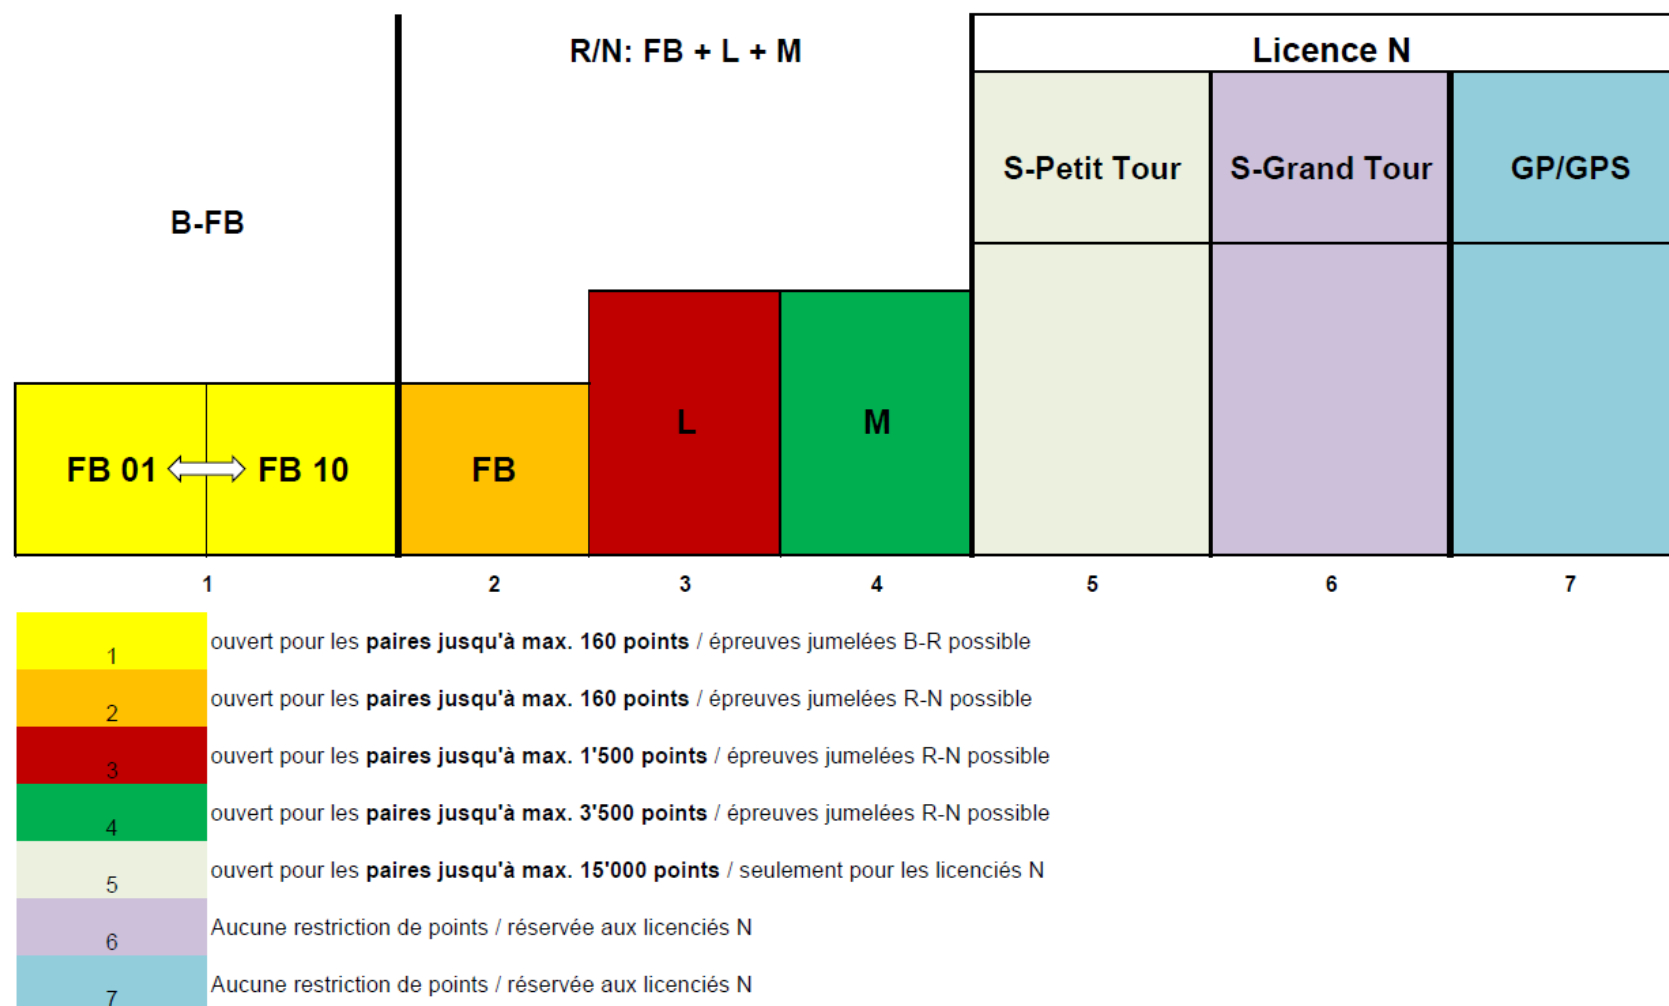 R/N: FB + L + M
Licence N
B-FB
S-Petit Tour
S-Grand Tour
GP/GPS
FB 01
FB 10
FB
L
M
1
2
3
4
5
6
7
1 ouvert pour les paires jusqu'à max. 160 points / épreuves jumelées B-R possible
2 ouvert pour les paires jusqu'à max. 160 points / épreuves jumelées R-N possible
3 ouvert pour les paires jusqu'à max. 1'500 points / épreuves jumelées R-N possible
4 ouvert pour les paires jusqu'à max. 3'500 points / épreuves jumelées R-N possible
5 ouvert pour les paires jusqu'à max. 15'000 points / seulement pour les licenciés N
6 Aucune restriction de points / réservée aux licenciés N
7 Aucune restriction de points / réservée aux licenciés N